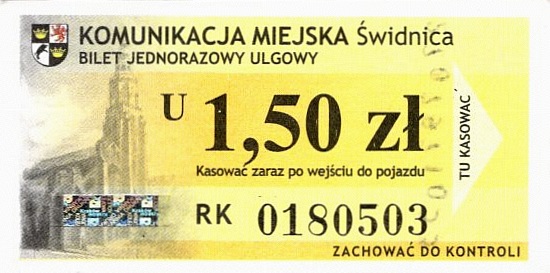 KOMUNIKACJA MIEJSKA Świdnica
BILET JEDNORAZOWY ULGOWY
U 1,50 zł
Kasować zaraz po wejściu do pojazdu
TU KASOWAĆ
RK 0180503
ZACHOWAĆ DO KONTROLI